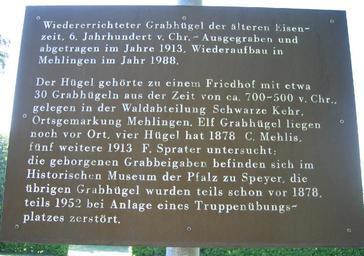 Wiedererrichteter Grabhügel der älteren Eisen-
zeit, 6. Jahrhundert v. Chr. - Ausgegraben und
abgetragen im Jahre 1913, Wiederaufbau in
Mehlingen im Jahr 1988.
Der Hügel gehörte zu einem Friedhof mit etwa
30 Grabhügeln aus der Zeit von ca. 700-500 v. Chr.,
gelegen in der Waldabteilung Schwarze Kehr,
Ortsgemarkung Mehlingen. Elf Grabhügel liegen
noch vor Ort, vier Hügel hat 1878 C. Mehlis,
fünf weitere 1913 F. Sprater untersucht;
die geborgenen Grabbeigaben befinden sich im
Historischen Museum der Pfalz zu Speyer, die
übrigen Grabhügel wurden teils schon vor 1878,
teils 1952 bei Anlage eines Truppenübungs-
platzes zerstört.